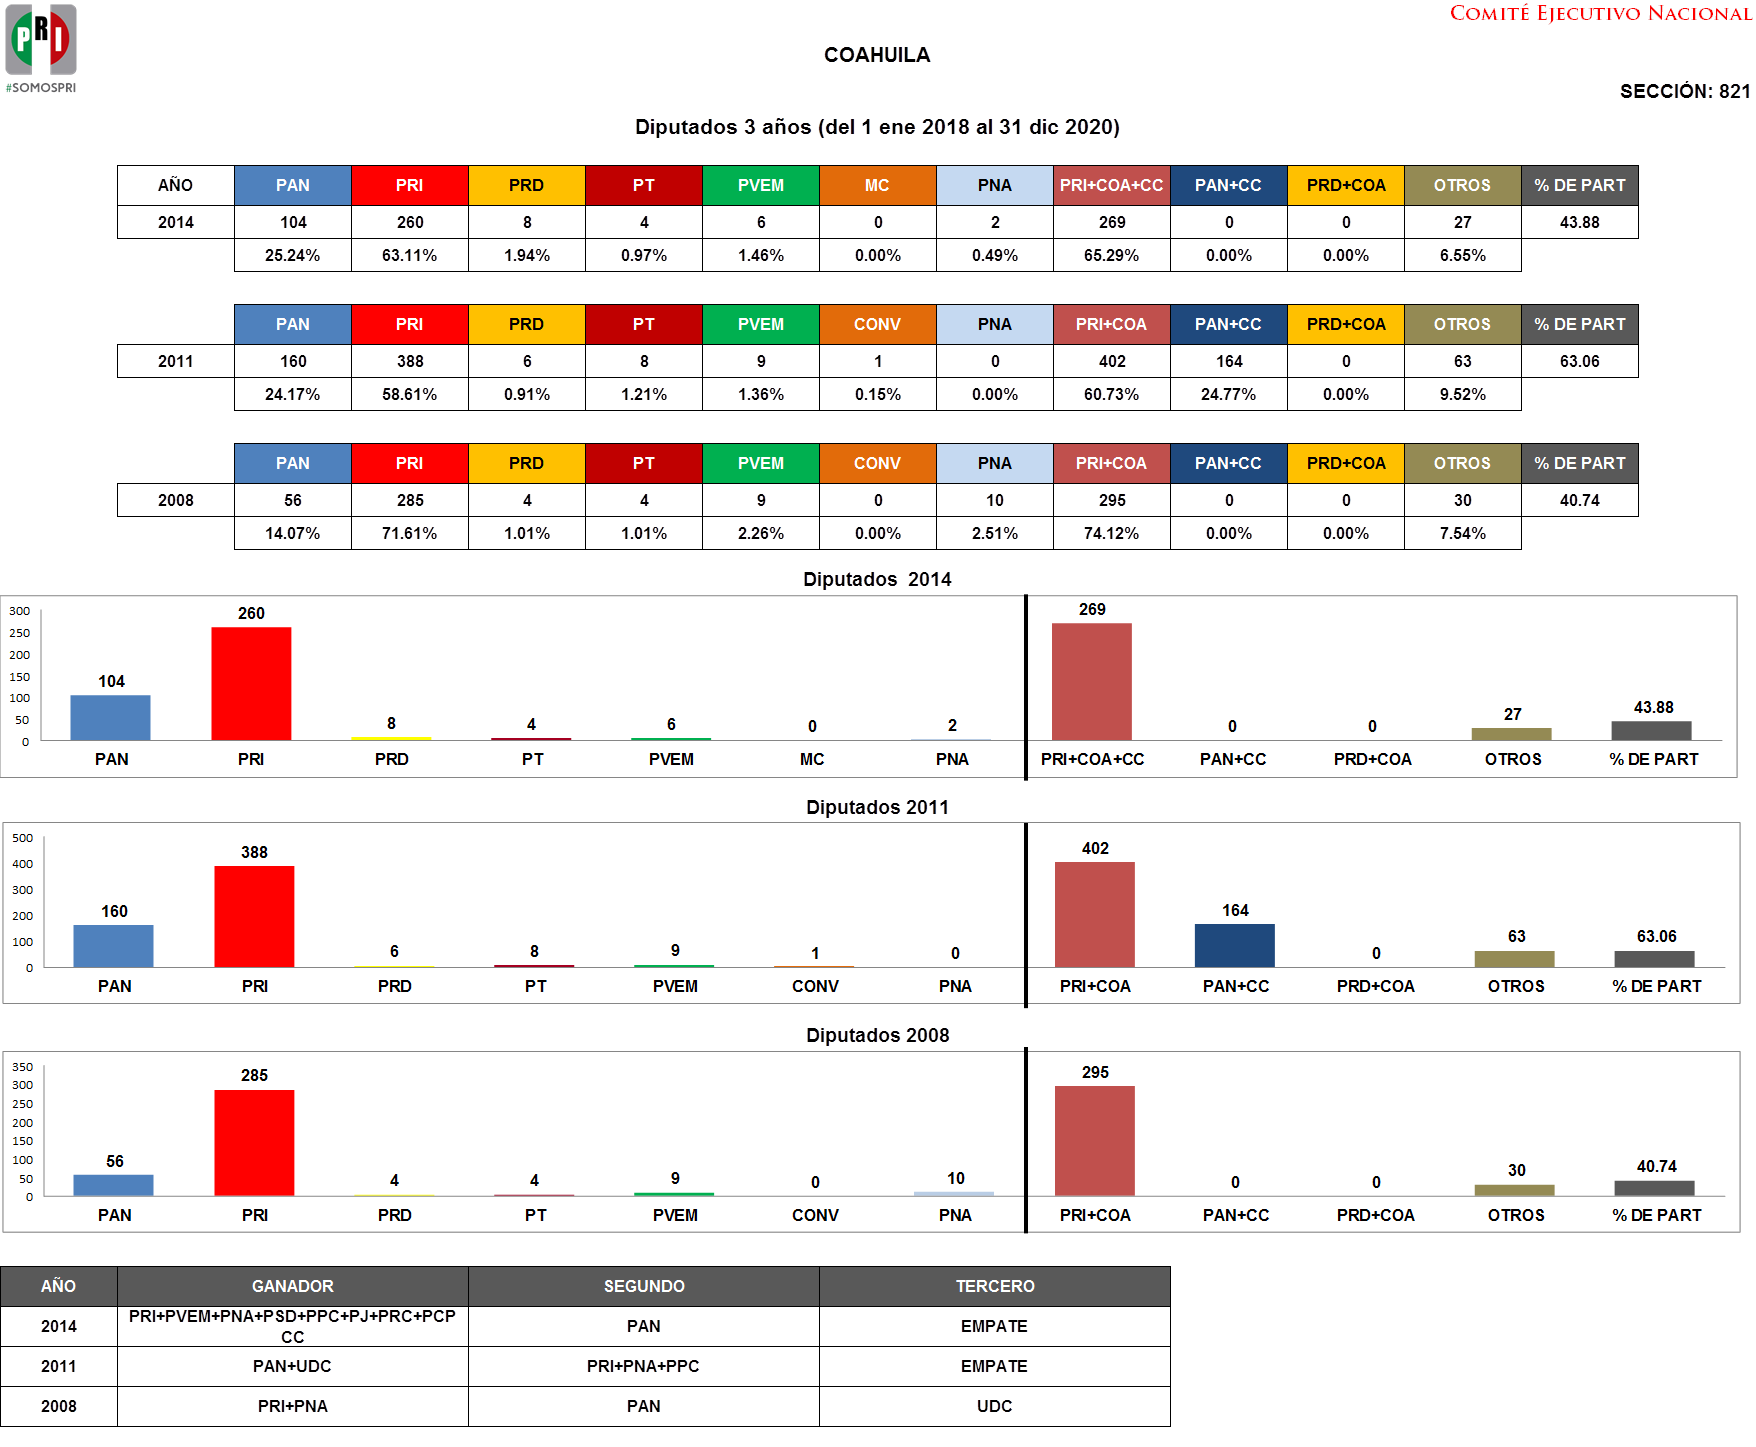 PRI
#SOMOSPRI
COMITÉ EJECUTIVO NACIONAL
COAHUILA
SECCIÓN: 821
Diputados 3 años (del 1 ene 2018 al 31 dic 2020)
AÑO PAN PRI PRD PT PVEM MC PNA PRI+COA+CC PAN+CC PRD+COA OTROS % DE PART
2014 104 260 8 4 6 0 2 269 0 0 27 43.88
25.24% 63.11% 1.94% 0.97% 1.46% 0.00% 0.49% 65.29% 0.00% 0.00% 6.55%
PAN PRI PRD PT PVEM CONV PNA PRI+COA PAN+CC PRD+COA OTROS % DE PART
2011 160 388 6 8 9 1 0 402 164 0 63 63.06
24.17% 58.61% 0.91% 1.21% 1.36% 0.15% 0.00% 60.73% 24.77% 0.00% 9.52%
PAN PRI PRD PT PVEM CONV PNA PRI+COA PAN+CC PRD+COA OTROS % DE PART
2008 56 285 4 4 9 0 10 295 0 0 30 40.74
14.07% 71.61% 1.01% 1.01% 2.26% 0.00% 2.51% 74.12% 0.00% 0.00% 7.54%
Diputados 2014
300
250
200
150
100
50
0
104 260 8 4 6 0 2 269 0 0 27 43.88
PAN PRI PRD PT PVEM MC PNA PRI+COA+CC PAN+CC PRD+COA OTROS % DE PART
Diputados 2011
500
400
300
200
100
0
160 388 6 8 9 1 0 402 164 0 63 63.06
PAN PRI PRD PT PVEM CONV PNA PRI+COA PAN+CC PRD+COA OTROS % DE PART
Diputados 2008
350
300
250
200
150
100
50
0
56 285 4 4 9 0 10 295 0 0 30 40.74
PAN PRI PRD PT PVEM CONV PNA PRI+COA PAN+CC PRD+COA OTROS % DE PART
AÑO GANADOR SEGUNDO TERCERO
2014 PRI+PVEM+PNA+PSD+PPC+PJ+PRC+PCP CC PAN EMPATE
2011 PAN+UDC PRI+PNA+PPC EMPATE
2008 PRI+PNA PAN UDC